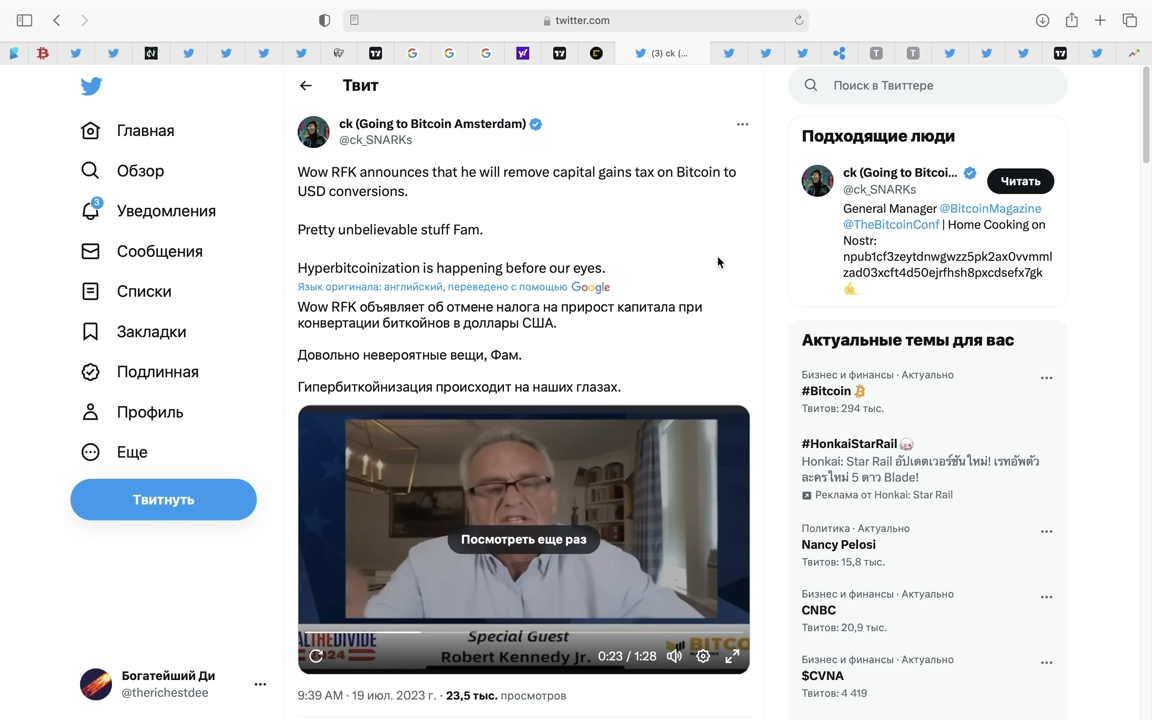 twitter.com
(3) ck (...
Главная
Обзор
3
Уведомления
Сообщения
Списки
Закладки
Подлинная
Профиль
Еще
Твитнуть
Богатейший Ди
@therichestdee
Твит
ck (Going to Bitcoin Amsterdam)
@ck_SNARKs
Wow RFK announces that he will remove capital gains tax on Bitcoin to
USD conversions.
Pretty unbelievable stuff Fam.
Hyperbitcoinization is happening before our eyes.
Язык оригинала: английский, переведено с помощью Google
Wow RFK объявляет об отмене налога на прирост капитала при
конвертации биткойнов в доллары США.
Довольно невероятные вещи, Фам.
Гипербиткойнизация происходит на наших глазах.
Посмотреть еще раз
ALTHEDIVIDE
24
Special Guest
Robert Kennedy Jr.
BITCO
0:23 / 1:28
9:39 AM · 19 июл. 2023 г. · 23,5 тыс. просмотров
Поиск в Твиттере
Подходящие люди
ck (Going to Bitcoi...
@ck_SNARKs
Читать
General Manager @BitcoinMagazine
@TheBitcoinConf | Home Cooking on
Nostr:
npub1cf3zeytdnwgwzz5pk2ax0vvmml
zad03xcft4d50ejrfhsh8pxcdsefx7gk
Актуальные темы для вас
Бизнес и финансы · Актуально
#Bitcoin
Твитов: 294 тыс.
#HonkaiStarRail
Honkai: Star Rail อัปเดตเวอร์ชันใหม่! เรทอัพตัว
ละครใหม่ 5 ดาว Blade!
Реклама от Honkai: Star Rail
Политика · Актуально
Nancy Pelosi
Твитов: 15,8 тыс.
Бизнес и финансы · Актуально
CNBC
Твитов: 20,9 тыс.
Бизнес и финансы · Актуально
$CVNA
Твитов: 4 419